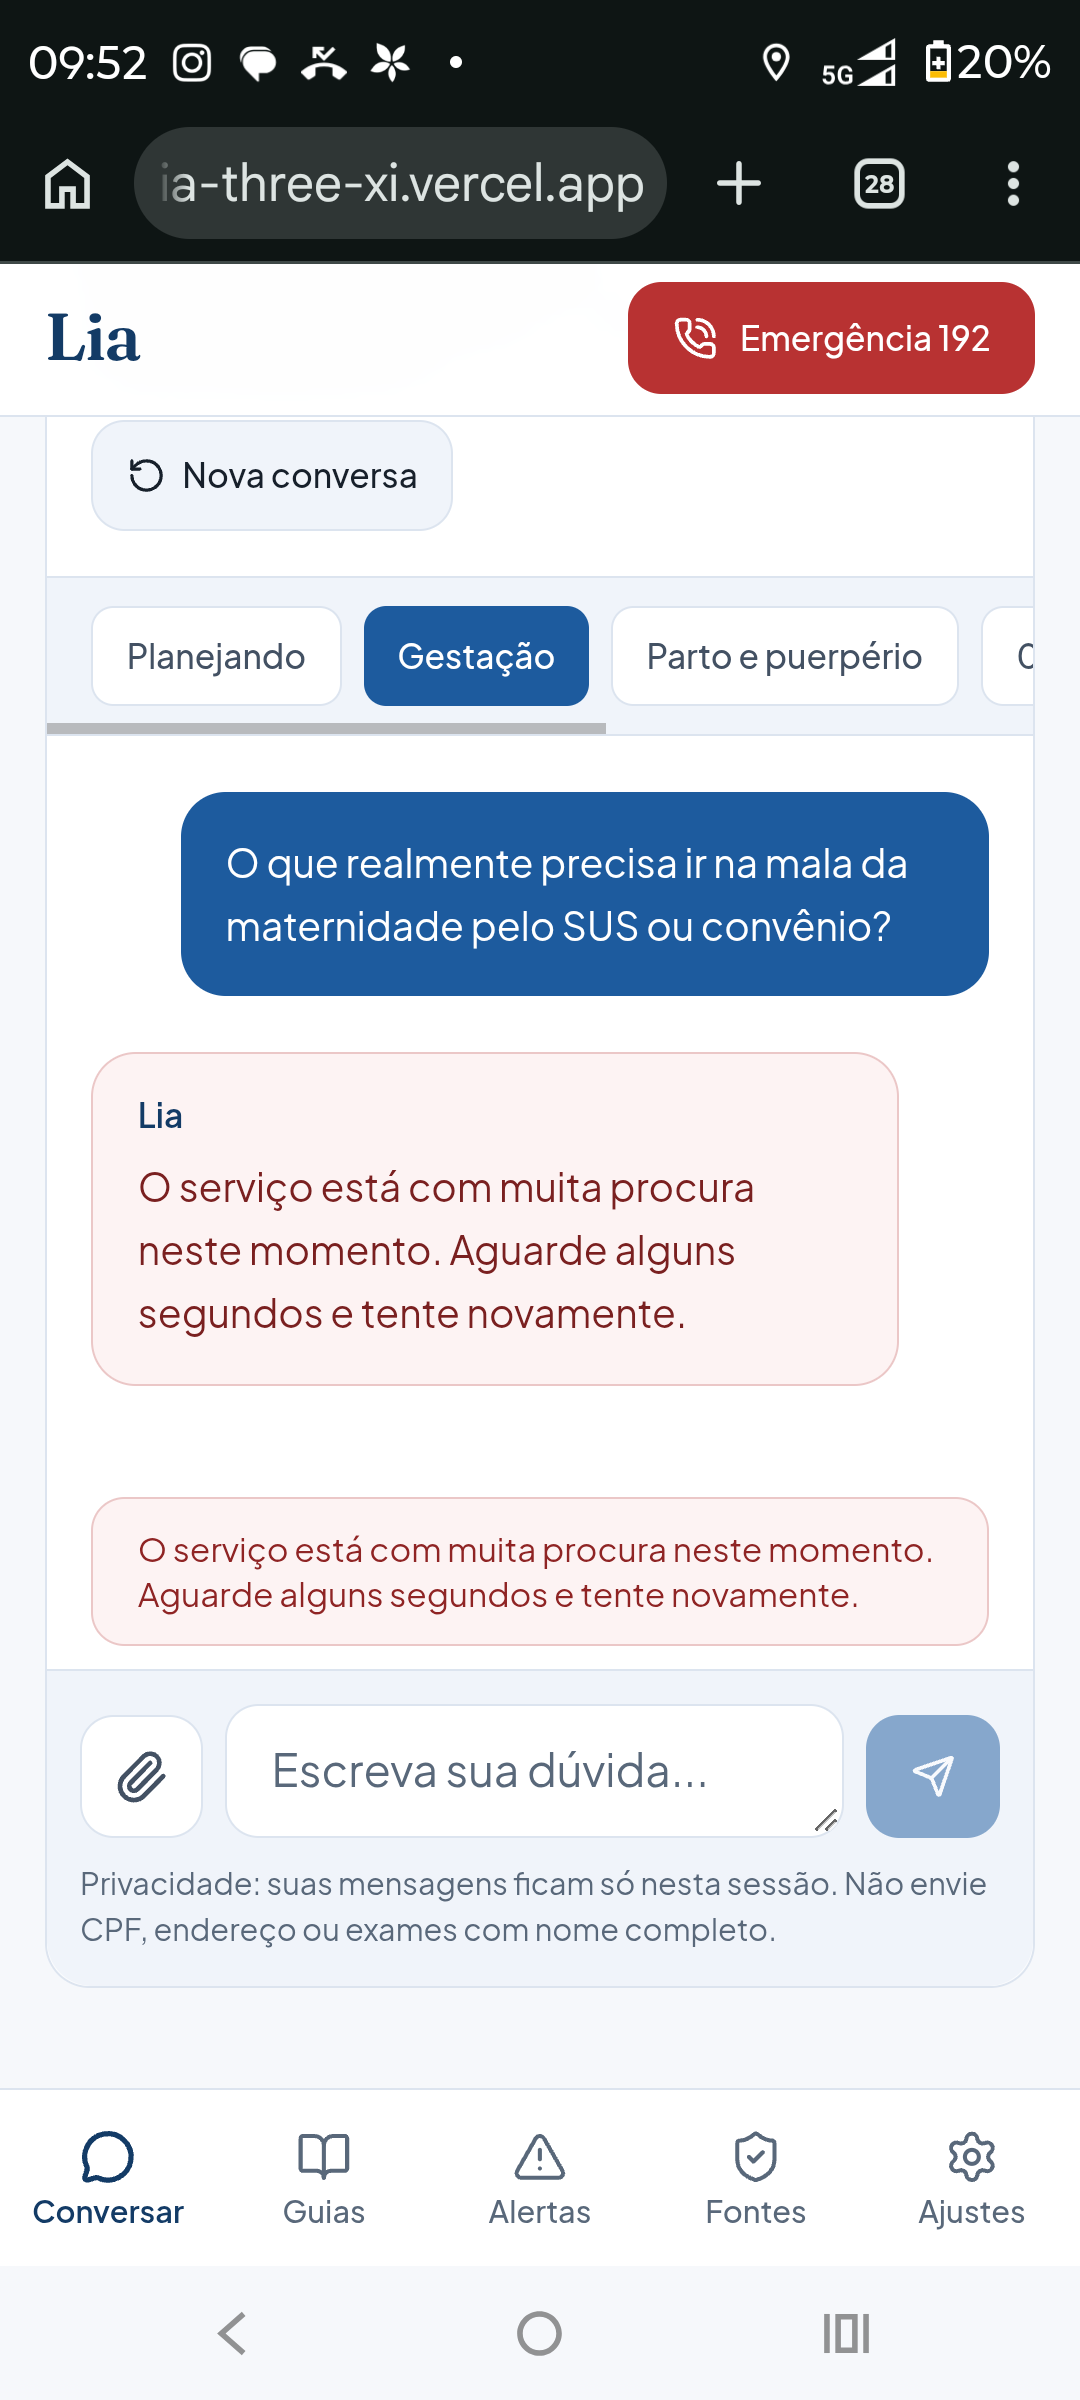 09:52
5G
20%
ia-three-xi.vercel.app
28
Lia
Emergência 192
Nova conversa
Planejando
Gestação
Parto e puerpério
O que realmente precisa ir na mala da
maternidade pelo SUS ou convênio?
Lia
O serviço está com muita procura
neste momento. Aguarde alguns
segundos e tente novamente.
O serviço está com muita procura neste momento.
Aguarde alguns segundos e tente novamente.
Escreva sua dúvida...
Privacidade: suas mensagens ficam só nesta sessão. Não envie
CPF, endereço ou exames com nome completo.
Conversar
Guias
Alertas
Fontes
Ajustes